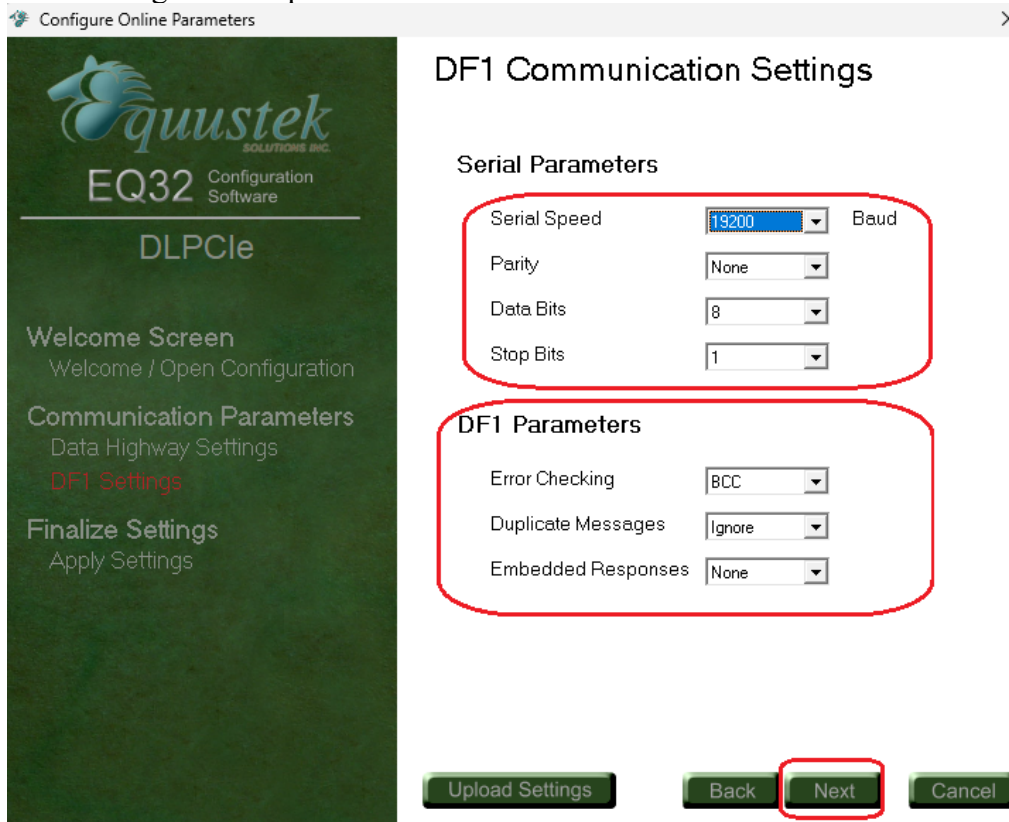 Configure Online Parameters
Equustek
SOLUTIONS INC.
EQ32 Configuration Software
DLPCIe
Welcome Screen
Welcome / Open Configuration
Communication Parameters
Data Highway Settings
DF1 Settings
Finalize Settings
Apply Settings
DF1 Communication Settings
Serial Parameters
Serial Speed 19200 Baud
Parity None
Data Bits 8
Stop Bits 1
DF1 Parameters
Error Checking BCC
Duplicate Messages Ignore
Embedded Responses None
Upload Settings Back Next Cancel